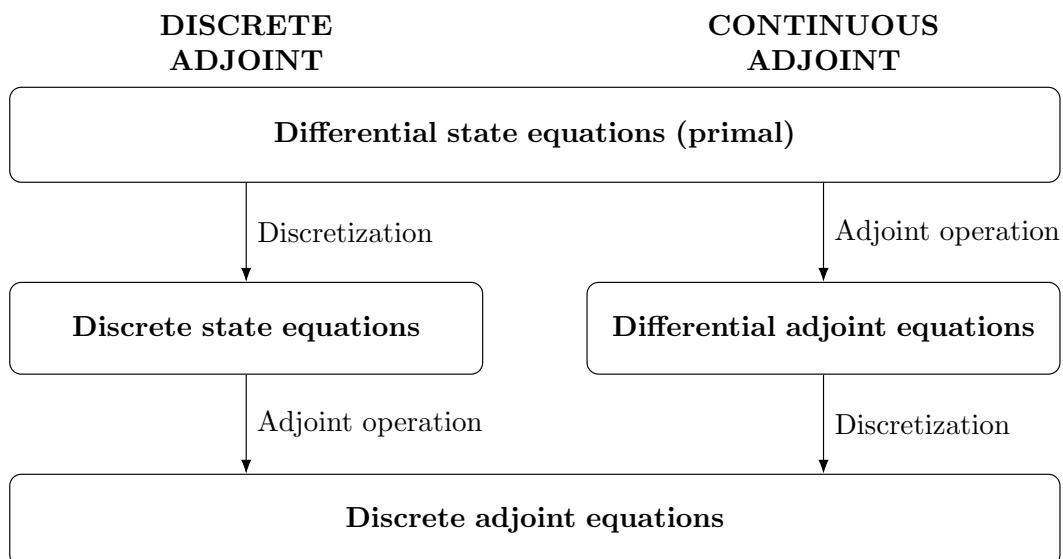 DISCRETE
ADJOINT
CONTINUOUS
ADJOINT
Differential state equations (primal)
Discretization
Adjoint operation
Discrete state equations
Differential adjoint equations
Adjoint operation
Discretization
Discrete adjoint equations